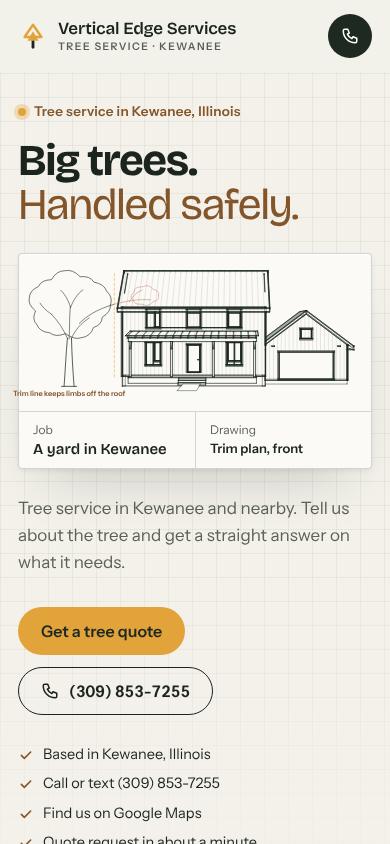 Vertical Edge Services
TREE SERVICE · KEWANEE
Tree service in Kewanee, Illinois
Big trees.
Handled safely.
Trim line keeps limbs off the roof
Job
A yard in Kewanee
Drawing
Trim plan, front
Tree service in Kewanee and nearby. Tell us
about the tree and get a straight answer on
what it needs.
Get a tree quote
(309) 853-7255
Based in Kewanee, Illinois
Call or text (309) 853-7255
Find us on Google Maps
Quote request in about a minute